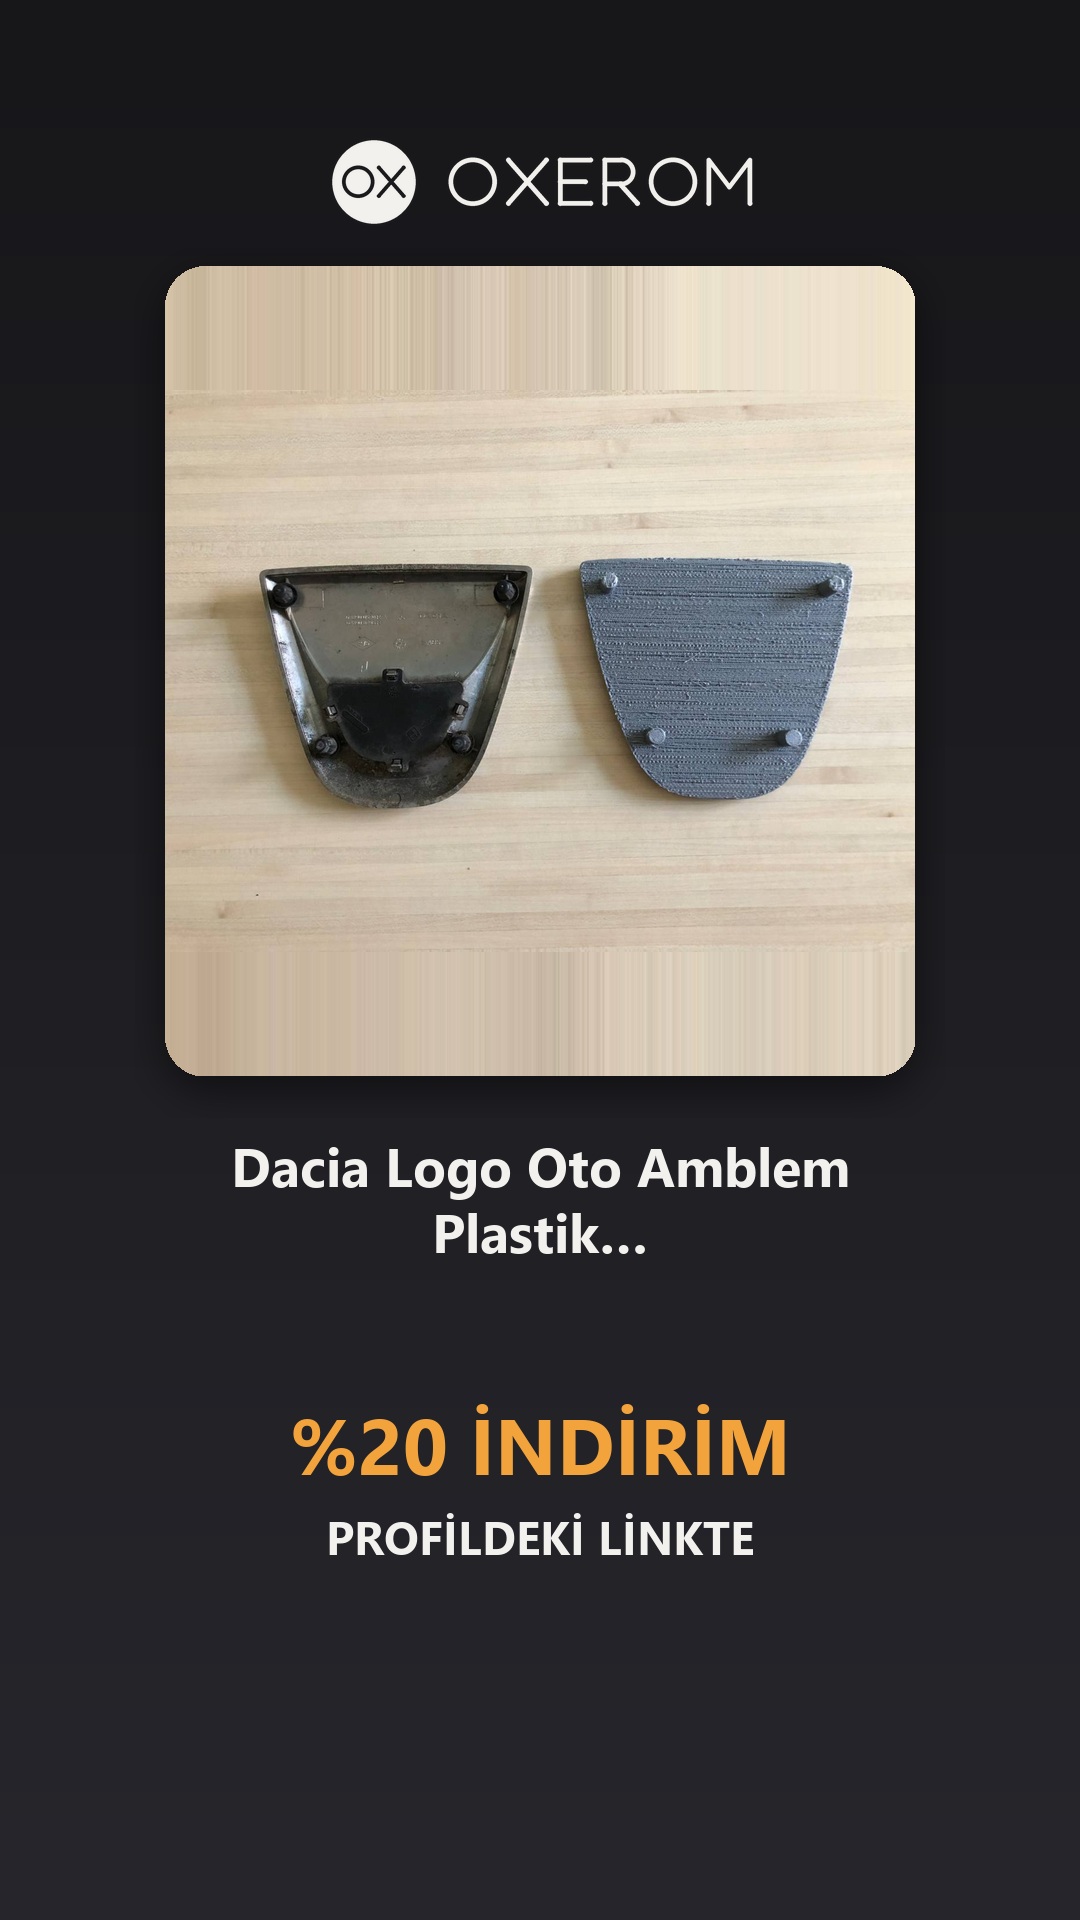 OX OXEROM
Dacia Logo Oto Amblem
Plastik...
%20 İNDİRİM
PROFİLDEKİ LİNKTE